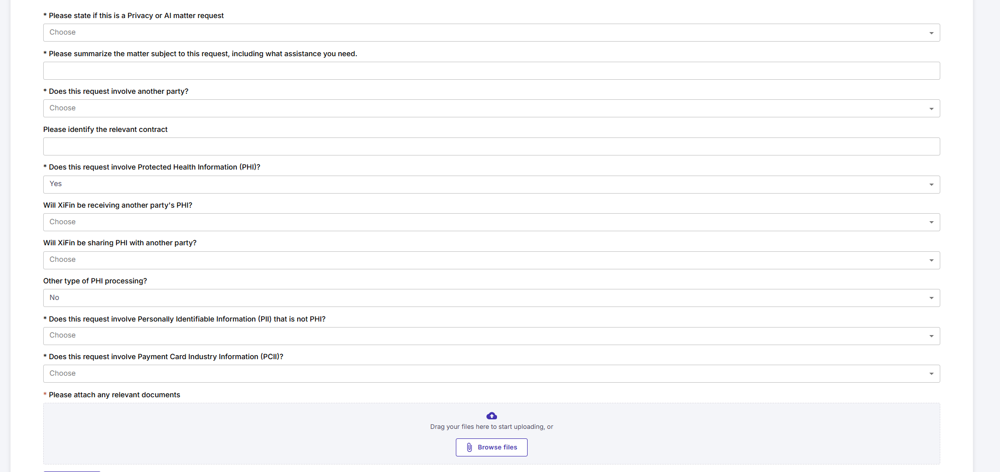 * Please state if this is a Privacy or AI matter request
Choose
* Please summarize the matter subject to this request, including what assistance you need.
* Does this request involve another party?
Choose
Please identify the relevant contract
* Does this request involve Protected Health Information (PHI)?
Yes
Will XiFin be receiving another party's PHI?
Choose
Will XiFin be sharing PHI with another party?
Choose
Other type of PHI processing?
No
* Does this request involve Personally Identifiable Information (PII) that is not PHI?
Choose
* Does this request involve Payment Card Industry Information (PCII)?
Choose
* Please attach any relevant documents
Drag your files here to start uploading, or
Browse files